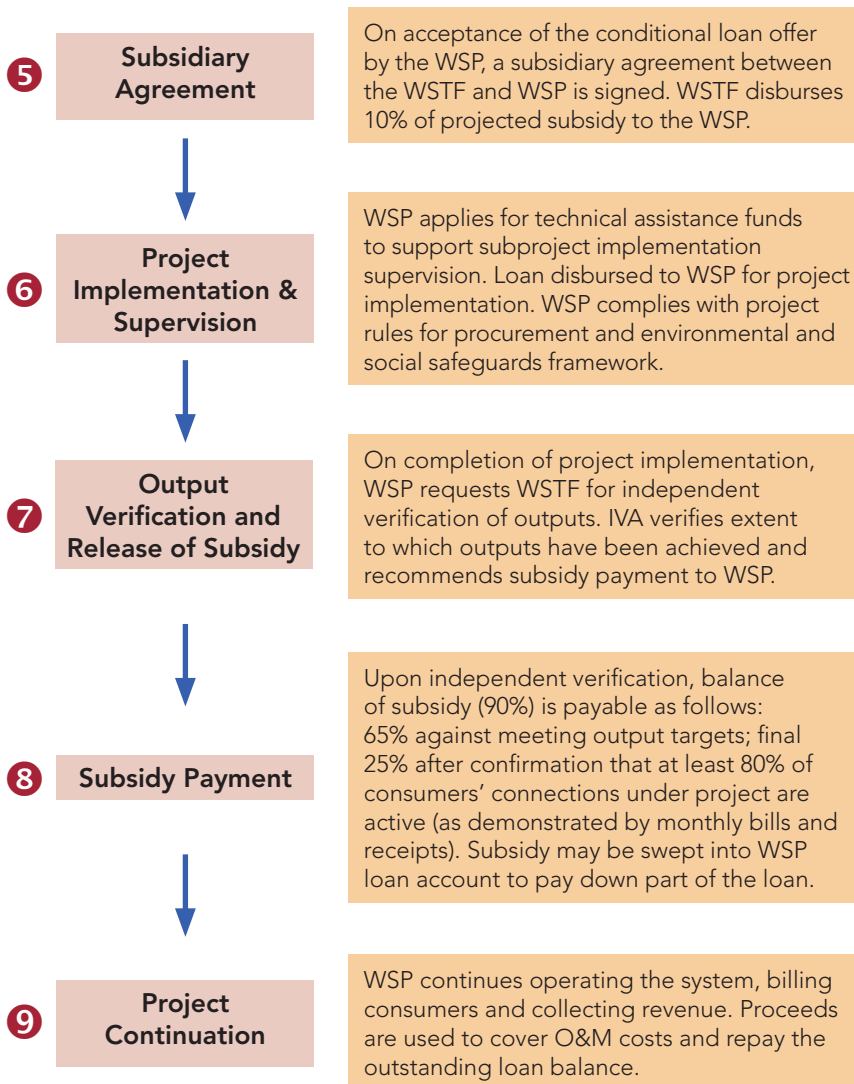 5
Subsidiary
Agreement
On acceptance of the conditional loan offer
by the WSP, a subsidiary agreement between
the WSTF and WSP is signed. WSTF disburses
10% of projected subsidy to the WSP.
6
Project
Implementation &
Supervision
WSP applies for technical assistance funds
to support subproject implementation
supervision. Loan disbursed to WSP for project
implementation. WSP complies with project
rules for procurement and environmental and
social safeguards framework.
7
Output
Verification and
Release of Subsidy
On completion of project implementation,
WSP requests WSTF for independent
verification of outputs. IVA verifies extent
to which outputs have been achieved and
recommends subsidy payment to WSP.
8
Subsidy Payment
Upon independent verification, balance
of subsidy (90%) is payable as follows:
65% against meeting output targets; final
25% after confirmation that at least 80% of
consumers’ connections under project are
active (as demonstrated by monthly bills and
receipts). Subsidy may be swept into WSP
loan account to pay down part of the loan.
9
Project
Continuation
WSP continues operating the system, billing
consumers and collecting revenue. Proceeds
are used to cover O&M costs and repay the
outstanding loan balance.